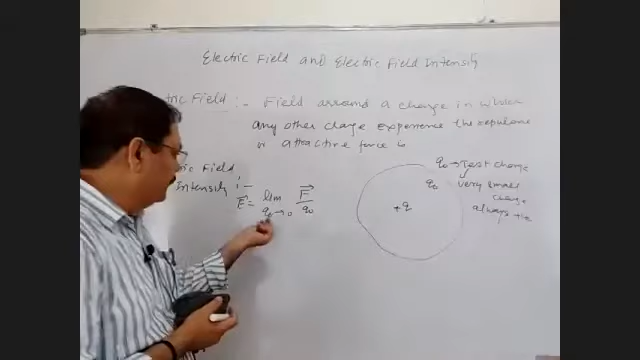 Electric Field and Electric Field Intensity
tric Field :- Field around a charge in which
any other charge experience the repulsive
or attractive force is
ric Field
Intensity :-
E = lim F
q₀→0 q₀
q₀ → Test charge
q₀ very small
charge
always +ve
+ q